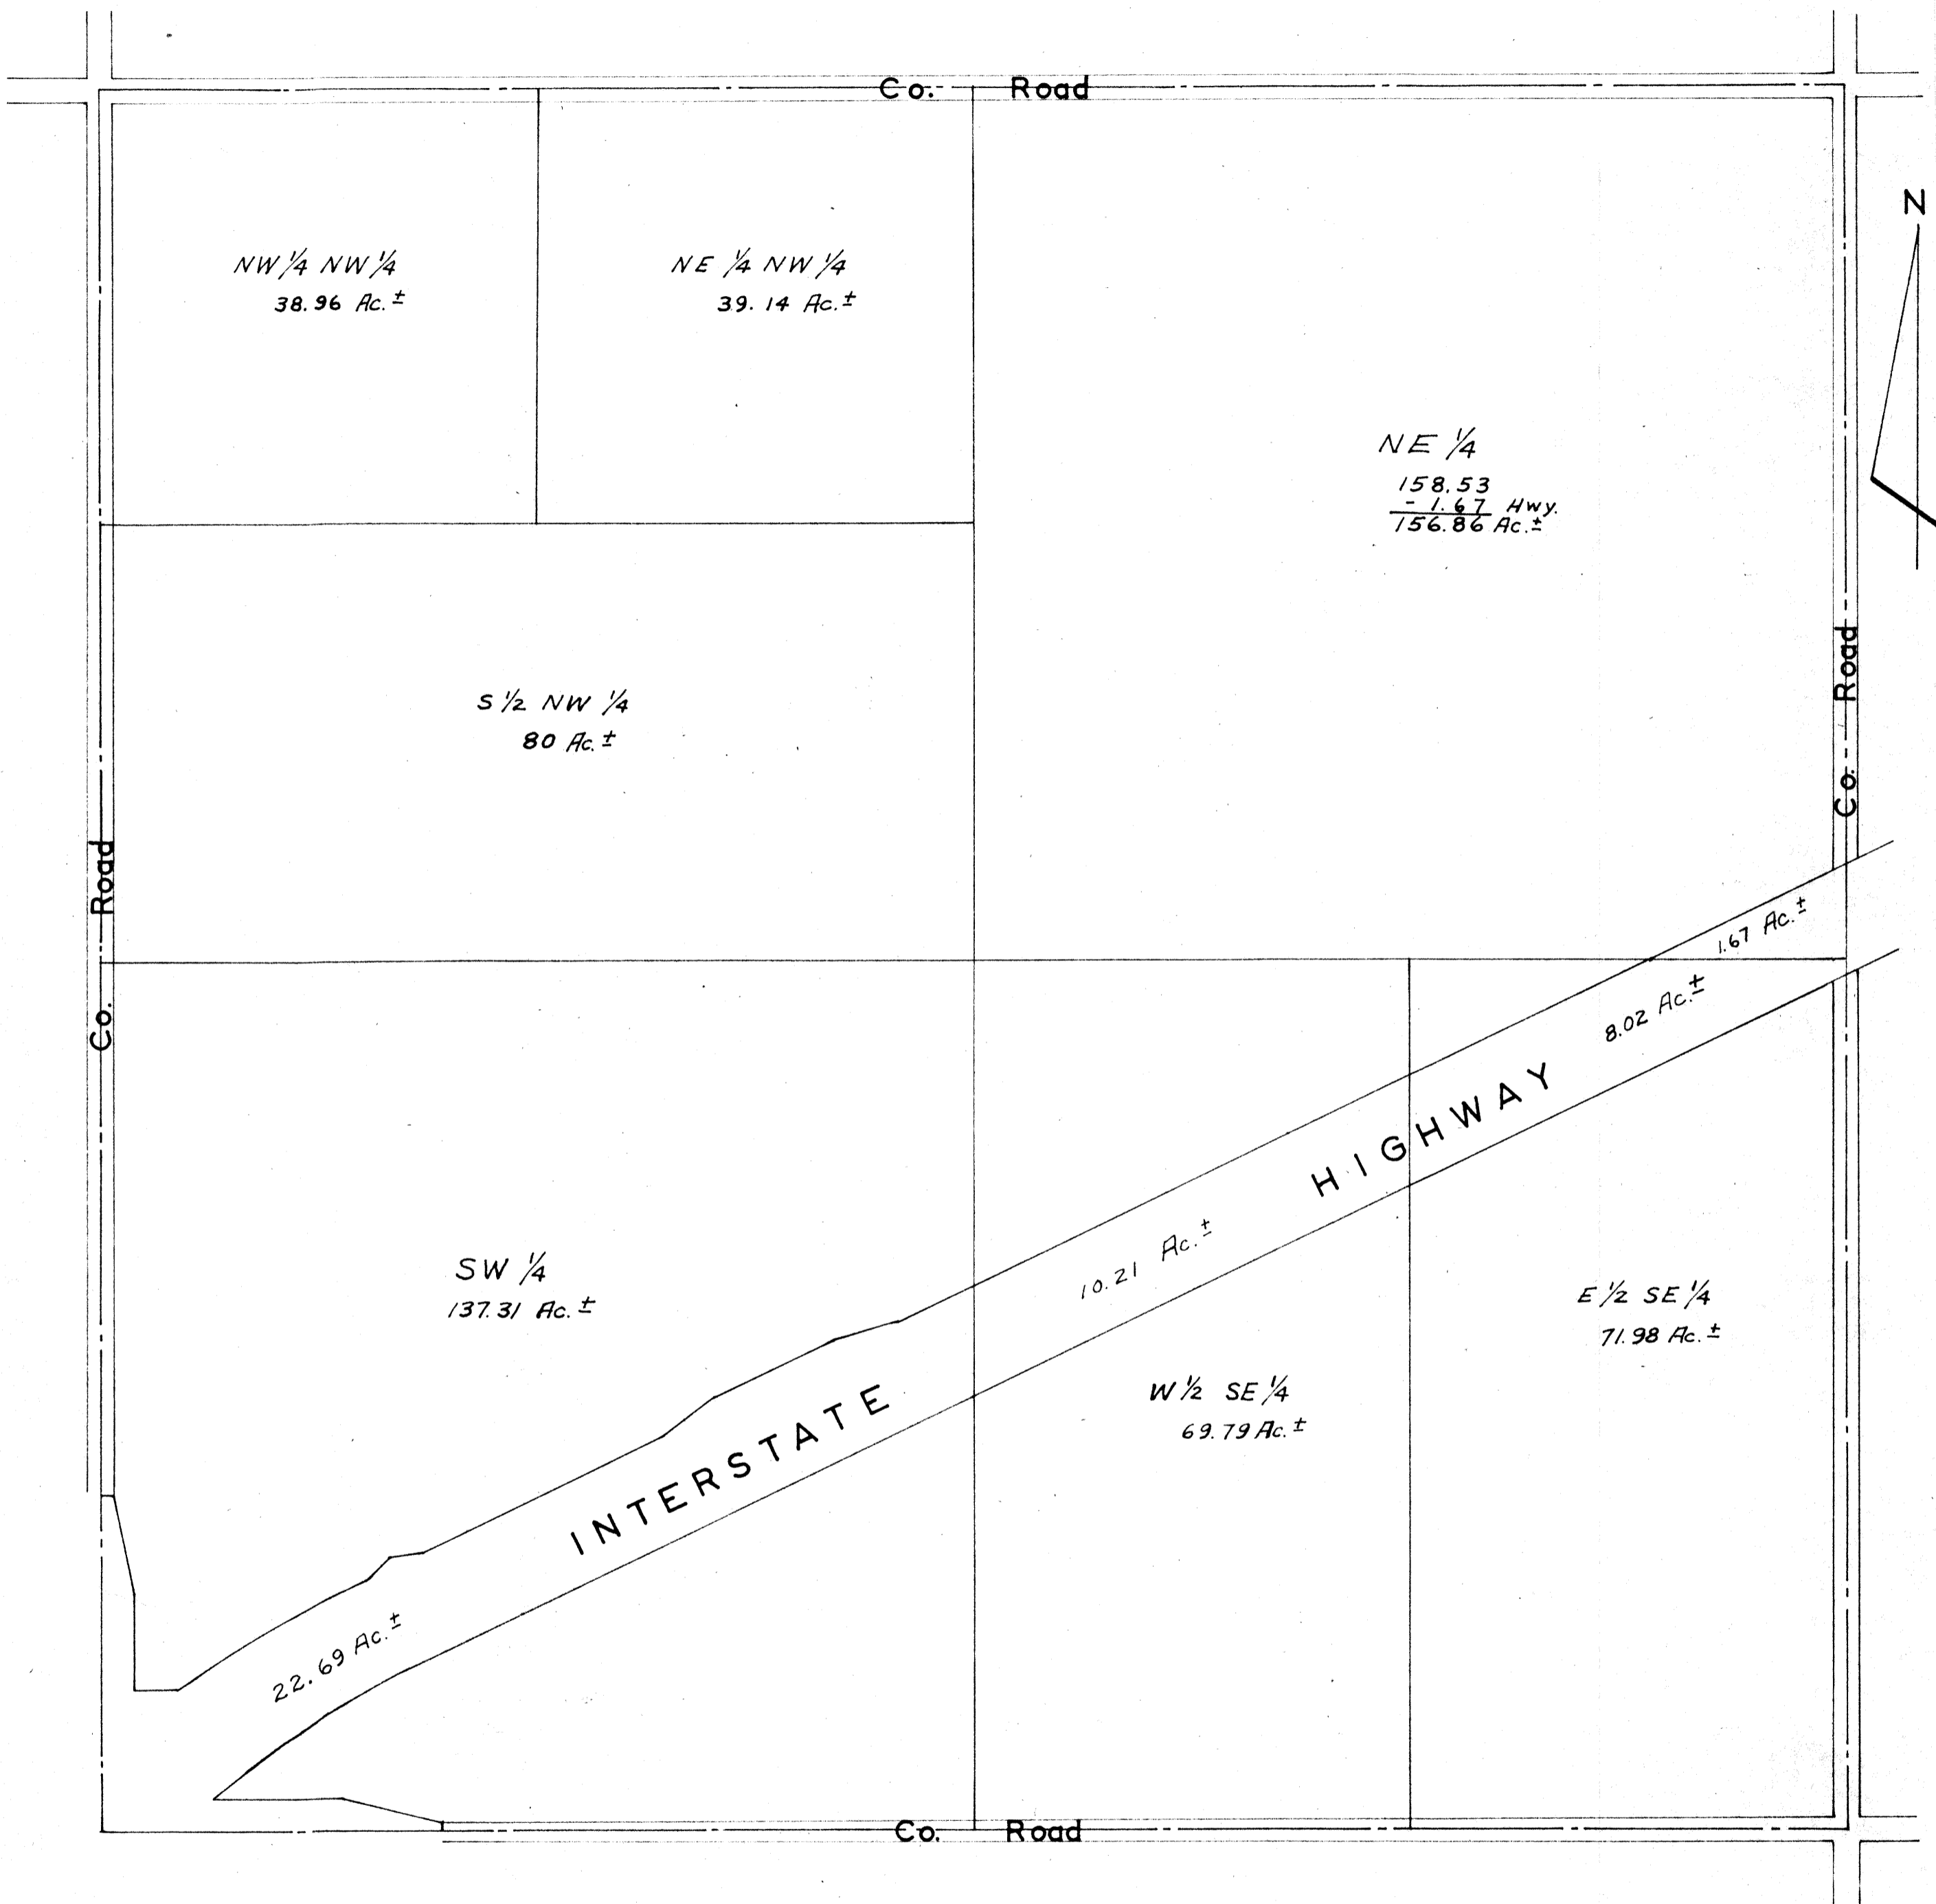 Co. Road
N
NW 1/4 NW 1/4
38.96 Ac.±
NE 1/4 NW 1/4
39.14 Ac.±
NE 1/4
158.53
- 1.67 Hwy.
156.86 Ac.±
S 1/2 NW 1/4
80 Ac.±
Co. Road
Co. Road
1.67 Ac.±
8.02 Ac.±
INTERSTATE HIGHWAY
10.21 Ac.±
SW 1/4
137.31 Ac.±
E 1/2 SE 1/4
71.98 Ac.±
W 1/2 SE 1/4
69.79 Ac.±
22.69 Ac.±
Co. Road